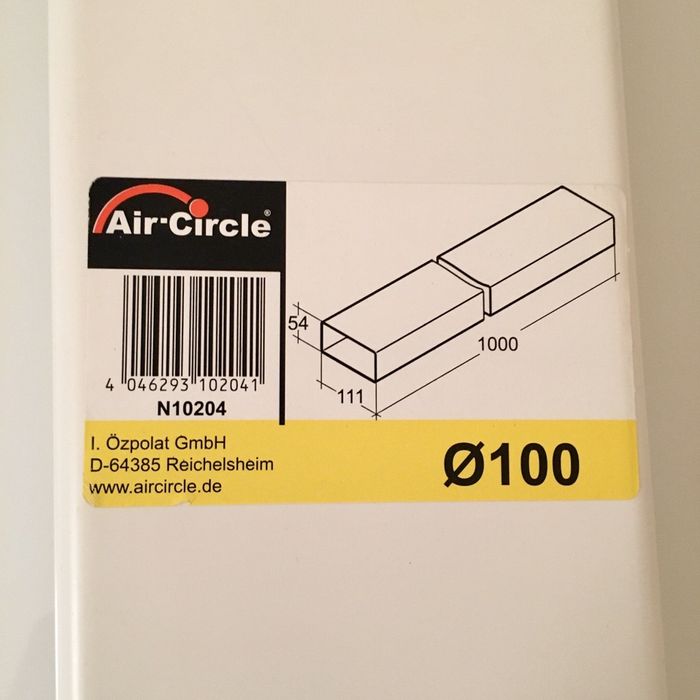 Air-Circle®
4 046293 102041
N10204
54
111
1000
I. Özpolat GmbH
D-64385 Reichelsheim
www.aircircle.de
Ø100